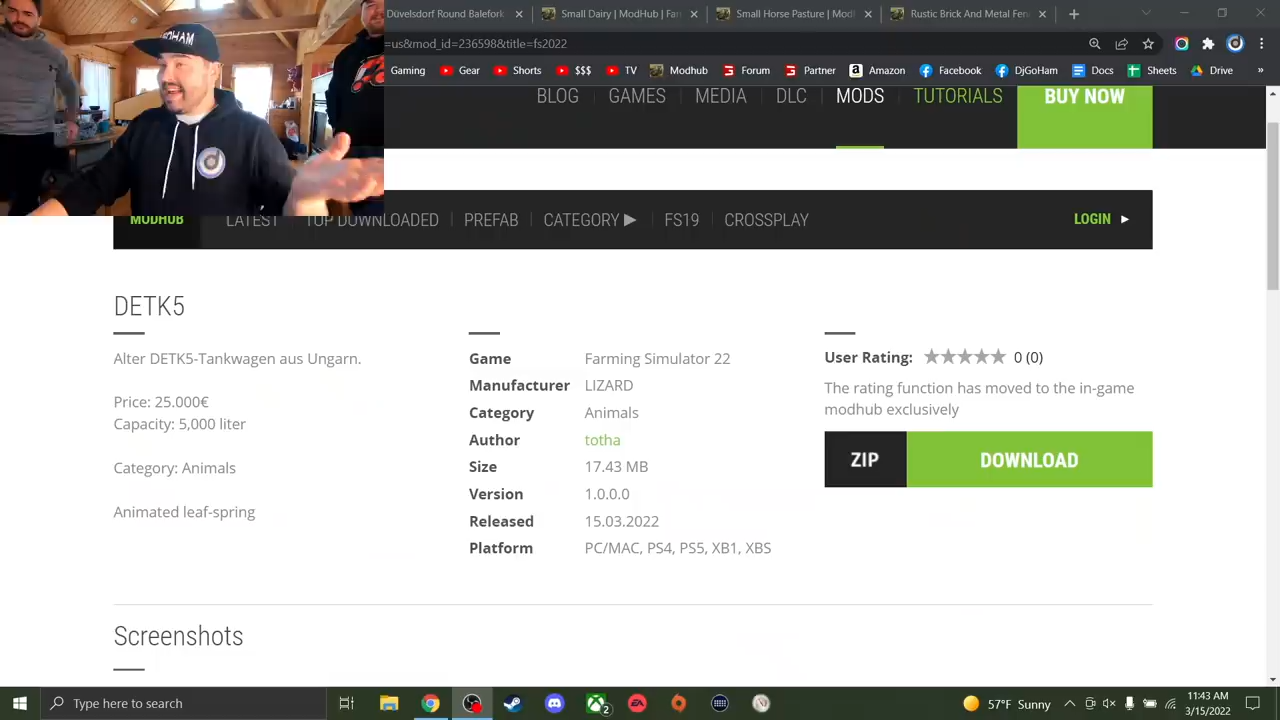 Düvelsdorf Round Balefork
Small Dairy | ModHub | Far
Small Horse Pasture | Modl
Rustic Brick And Metal Fen
=us&mod_id=236598&title=fs2022
Gaming
Gear
Shorts
$$$
TV
Modhub
Forum
Partner
Amazon
Facebook
DjGoHam
Docs
Sheets
Drive
»
BLOG
GAMES
MEDIA
DLC
MODS
TUTORIALS
BUY NOW
MODHUB
LATEST
TOP DOWNLOADED
PREFAB
CATEGORY ▶
FS19
CROSSPLAY
LOGIN ▶
DETK5
Alter DETK5-Tankwagen aus Ungarn.
Price: 25.000€
Capacity: 5,000 liter
Category: Animals
Animated leaf-spring
Game Farming Simulator 22
Manufacturer LIZARD
Category Animals
Author totha
Size 17.43 MB
Version 1.0.0.0
Released 15.03.2022
Platform PC/MAC, PS4, PS5, XB1, XBS
User Rating: 0 (0)
The rating function has moved to the in-game
modhub exclusively
ZIP DOWNLOAD
Screenshots
Type here to search
2
EA
57°F Sunny
11:43 AM
3/15/2022